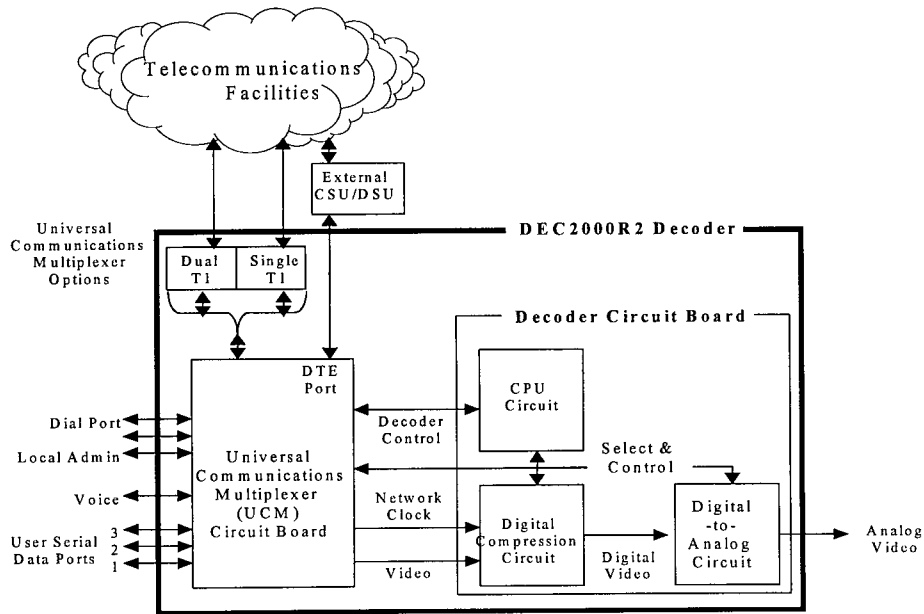 Telecommunications
Facilities
External
CSU/DSU
Universal
Communications
Multiplexer
Options
DEC2000R2 Decoder
Dual
T1
Single
T1
Decoder Circuit Board
DTE
Port
CPU
Circuit
Dial Port
Decoder
Control
Local Admin
Select &
Control
Universal
Communications
Multiplexer
(UCM)
Circuit Board
Voice
Network
Clock
Digital
Compression
Circuit
Digital
-to-
Analog
Circuit
Analog
Video
User Serial
Data Ports
3
2
1
Video
Digital
Video